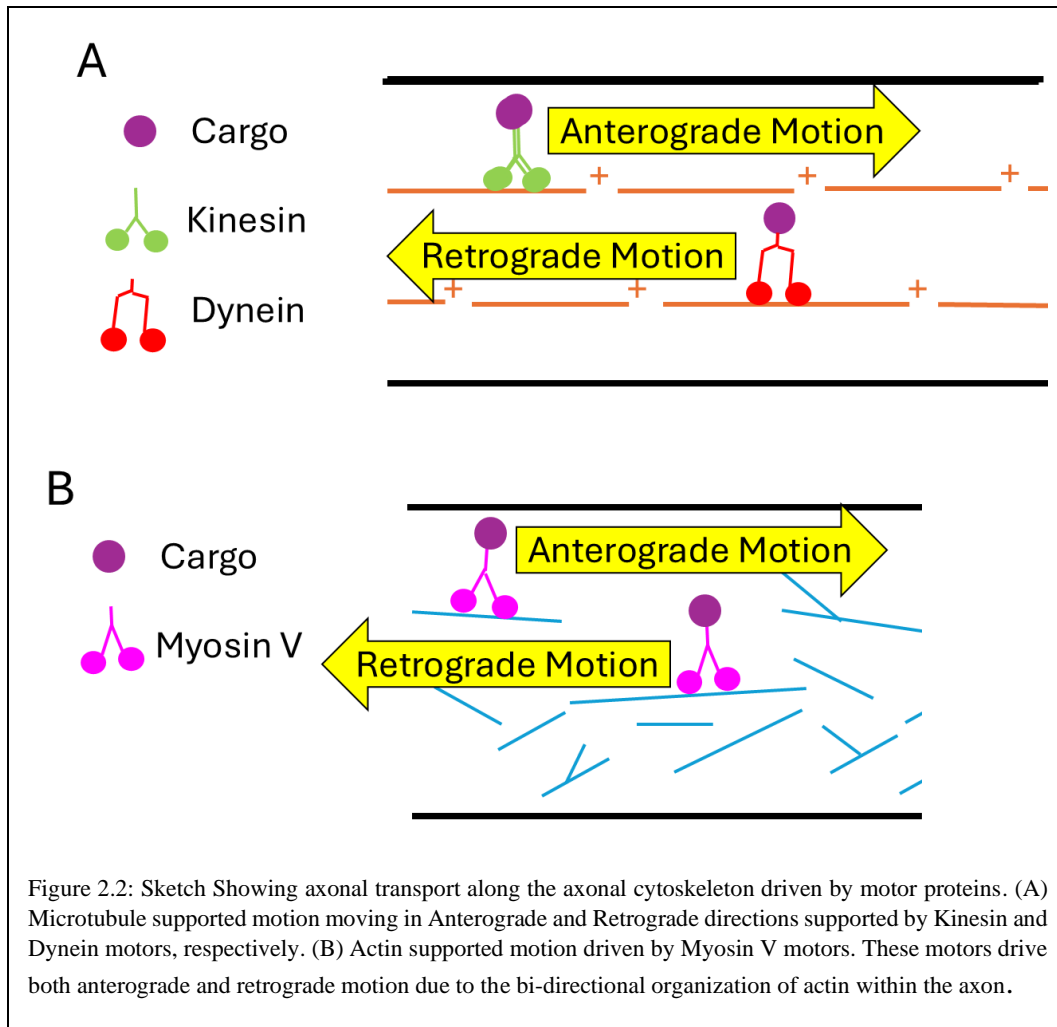 A
Cargo
Kinesin
Dynein
Anterograde Motion
+ + +
Retrograde Motion
+ + +
B
Cargo
Myosin V
Anterograde Motion
Retrograde Motion
Figure 2.2: Sketch Showing axonal transport along the axonal cytoskeleton driven by motor proteins. (A)
Microtubule supported motion moving in Anterograde and Retrograde directions supported by Kinesin and
Dynein motors, respectively. (B) Actin supported motion driven by Myosin V motors. These motors drive
both anterograde and retrograde motion due to the bi-directional organization of actin within the axon.